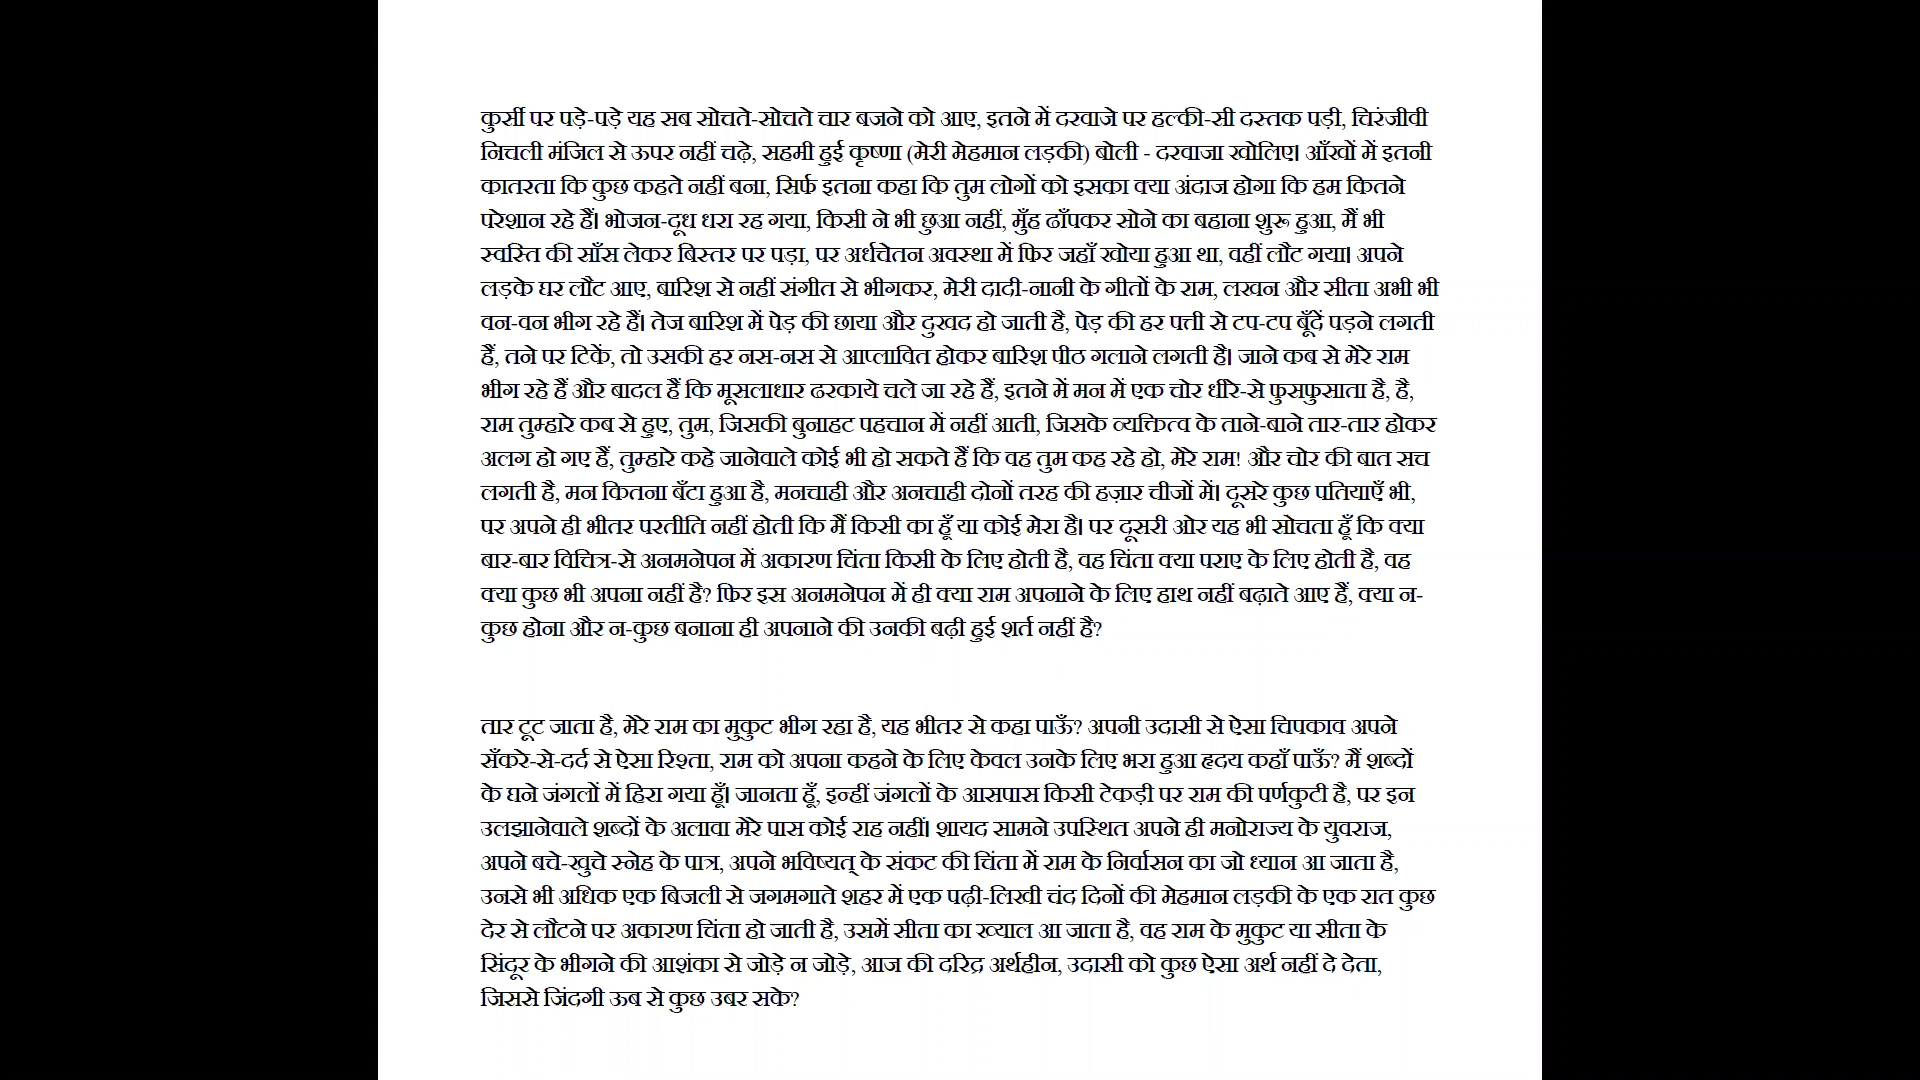 कुर्सी पर पड़े-पड़े यह सब सोचते-सोचते चार बजने को आए, इतने में दरवाजे पर हल्की-सी दस्तक पड़ी, चिरंजीवी
निचली मंजिल से ऊपर नहीं चढ़े, सहमी हुई कृष्णा (मेरी मेहमान लड़की) बोली - दरवाजा खोलिए। आँखों में इतनी
कातरता कि कुछ कहते नहीं बना, सिर्फ इतना कहा कि तुम लोगों को इसका क्या अंदाज होगा कि हम कितने
परेशान रहे हैं। भोजन-दूध धरा रह गया, किसी ने भी छुआ नहीं, मुँह ढाँपकर सोने का बहाना शुरू हुआ, मैं भी
स्वस्ति की साँस लेकर बिस्तर पर पड़ा, पर अर्धचेतन अवस्था में फिर जहाँ खोया हुआ था, वहीं लौट गया। अपने
लड़के घर लौट आए, बारिश से नहीं संगीत से भीगकर, मेरी दादी-नानी के गीतों के राम, लखन और सीता अभी भी
वन-वन भीग रहे हैं। तेज बारिश में पेड़ की छाया और दुखद हो जाती है, पेड़ की हर पत्ती से टप-टप बूँदें पड़ने लगती
हैं, तने पर टिकें, तो उसकी हर नस-नस से आप्लावित होकर बारिश पीठ गलाने लगती है। जाने कब से मेरे राम
भीग रहे हैं और बादल हैं कि मूसलाधार ढरकाये चले जा रहे हैं, इतने में मन में एक चोर धीरे-से फुसफुसाता है, है,
राम तुम्हारे कब से हुए, तुम, जिसकी बुनाहट पहचान में नहीं आती, जिसके व्यक्तित्व के ताने-बाने तार-तार होकर
अलग हो गए हैं, तुम्हारे कहे जानेवाले कोई भी हो सकते हैं कि वह तुम कह रहे हो, मेरे राम! और चोर की बात सच
लगती है, मन कितना बँटा हुआ है, मनचाही और अनचाही दोनों तरह की हज़ार चीजों में। दूसरे कुछ पतियाएँ भी,
पर अपने ही भीतर परतीति नहीं होती कि मैं किसी का हूँ या कोई मेरा है। पर दूसरी ओर यह भी सोचता हूँ कि क्या
बार-बार विचित्र-से अनमनेपन में अकारण चिंता किसी के लिए होती है, वह चिंता क्या पराए के लिए होती है, वह
क्या कुछ भी अपना नहीं है? फिर इस अनमनेपन में ही क्या राम अपनाने के लिए हाथ नहीं बढ़ाते आए हैं, क्या न-
कुछ होना और न-कुछ बनाना ही अपनाने की उनकी बढ़ी हुई शर्त नहीं है?
तार टूट जाता है, मेरे राम का मुकुट भीग रहा है, यह भीतर से कहा पाऊँ? अपनी उदासी से ऐसा चिपकाव अपने
सँकरे-से-दर्द से ऐसा रिश्ता, राम को अपना कहने के लिए केवल उनके लिए भरा हुआ हृदय कहाँ पाऊँ? मैं शब्दों
के घने जंगलों में हिरा गया हूँ। जानता हूँ, इन्हीं जंगलों के आसपास किसी टेकड़ी पर राम की पर्णकुटी है, पर इन
उलझानेवाले शब्दों के अलावा मेरे पास कोई राह नहीं। शायद सामने उपस्थित अपने ही मनोराज्य के युवराज,
अपने बचे-खुचे स्नेह के पात्र, अपने भविष्यत् के संकट की चिंता में राम के निर्वासन का जो ध्यान आ जाता है,
उनसे भी अधिक एक बिजली से जगमगाते शहर में एक पढ़ी-लिखी चंद दिनों की मेहमान लड़की के एक रात कुछ
देर से लौटने पर अकारण चिंता हो जाती है, उसमें सीता का ख्याल आ जाता है, वह राम के मुकुट या सीता के
सिंदूर के भीगने की आशंका से जोड़े न जोड़े, आज की दरिद्र अर्थहीन, उदासी को कुछ ऐसा अर्थ नहीं दे देता,
जिससे जिंदगी ऊब से कुछ उबर सके?